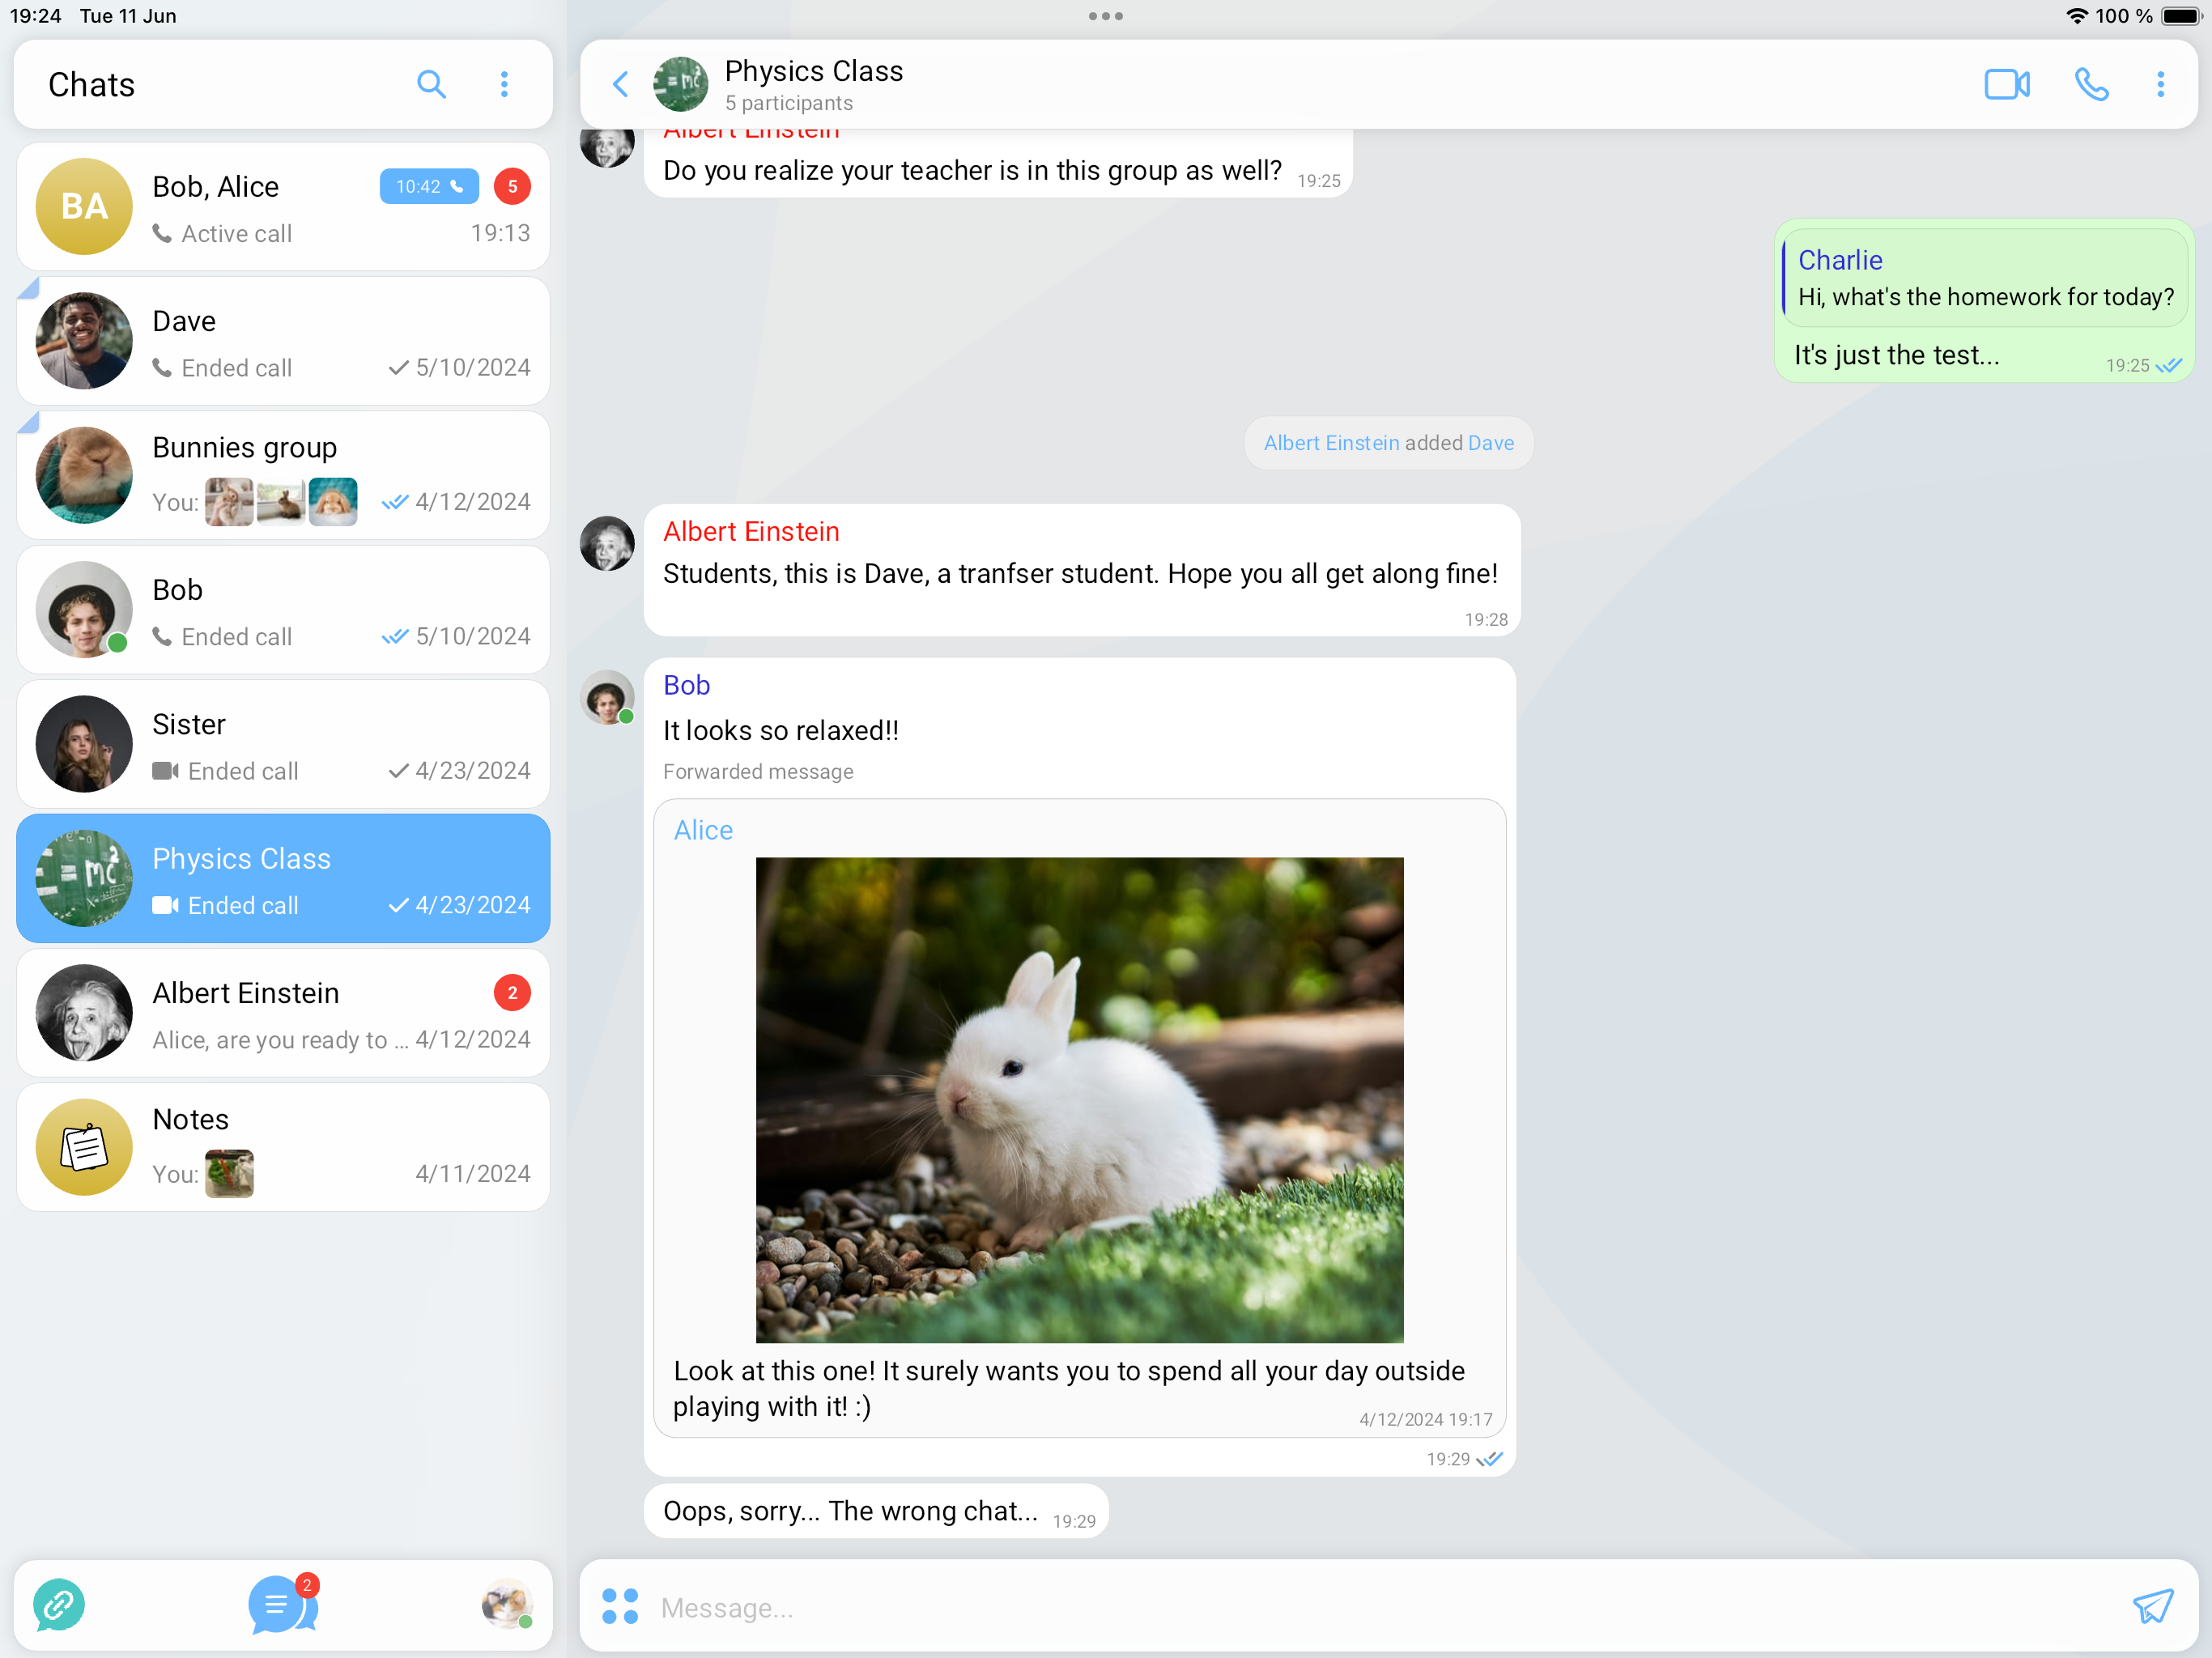 19:24 Tue 11 Jun
100 %
Chats
BA
Bob, Alice
10:42
5
Active call
19:13
Dave
Ended call
5/10/2024
Bunnies group
You:
4/12/2024
Bob
Ended call
5/10/2024
Sister
Ended call
4/23/2024
= mc²
Physics Class
Ended call
4/23/2024
Albert Einstein
2
Alice, are you ready to ...
4/12/2024
Notes
You:
4/11/2024
2
= mc²
Physics Class
5 participants
Albert Einstein
Do you realize your teacher is in this group as well?
19:25
Charlie
Hi, what's the homework for today?
It's just the test...
19:25
Albert Einstein added Dave
Albert Einstein
Students, this is Dave, a tranfser student. Hope you all get along fine!
19:28
Bob
It looks so relaxed!!
Forwarded message
Alice
Look at this one! It surely wants you to spend all your day outside
playing with it! :)
4/12/2024 19:17
19:29
Oops, sorry... The wrong chat...
19:29
Message...